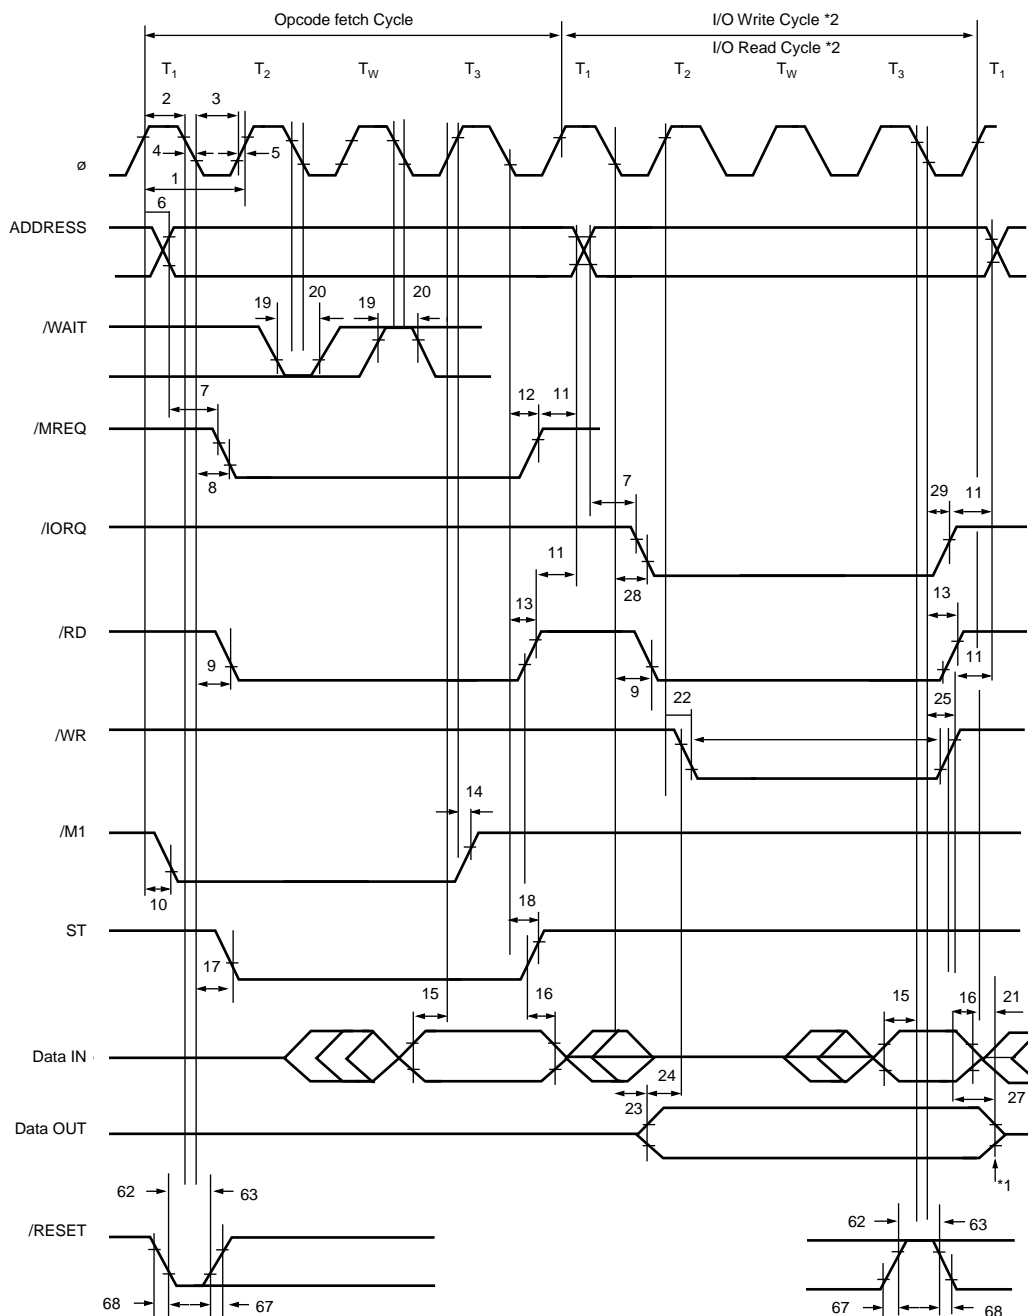 Opcode fetch Cycle I/O Write Cycle *2
I/O Read Cycle *2
T1 T2 TW T3 T1 T2 TW T3 T1
2 3
4 5
ø
1
6
ADDRESS
19 20 19 20
/WAIT
7 12 11
/MREQ
8 7 29 11
/IORQ
11
28
13 13
/RD
9 9 11
22 25
/WR
14
/M1
10
18
ST
17
15 16 15 16 21
Data IN
24
23 27
Data OUT
*1
62 63 62 63
/RESET
68 67 67 68